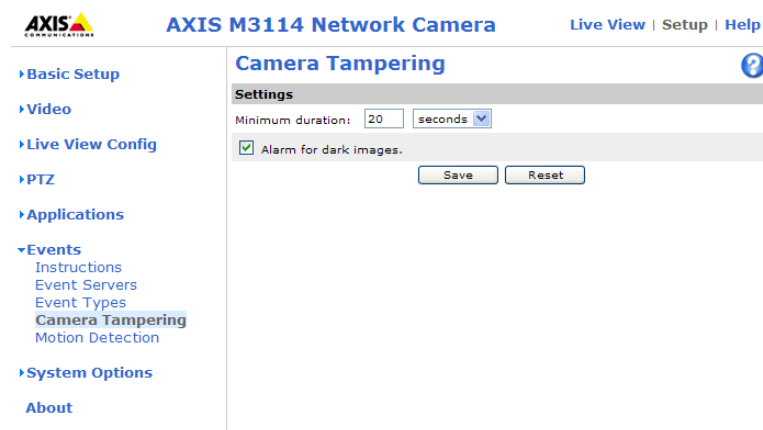 AXIS
COMMUNICATIONS
AXIS M3114 Network Camera
Live View | Setup | Help
Basic Setup
Video
Live View Config
PTZ
Applications
Events
Instructions
Event Servers
Event Types
Camera Tampering
Motion Detection
System Options
About
Camera Tampering
?
Settings
Minimum duration: 20 seconds
Alarm for dark images.
Save Reset